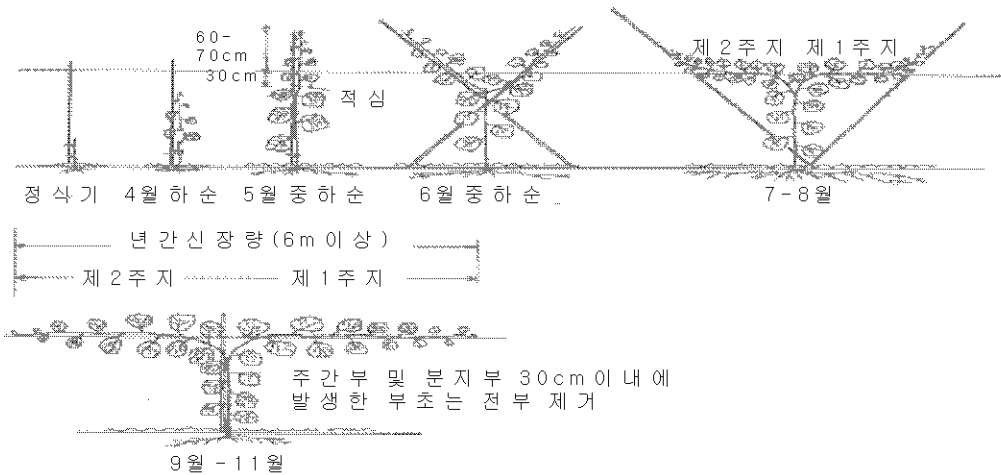 60-
70cm
30cm
적심
제2주지 제1주지
정식기 4월하순 5월중하순 6월중하순 7-8월
년간신장량(6m이상)
제2주지 제1주지
주간부 및 분지부 30cm이내에
발생한 부초는 전부 제거
9월-11월